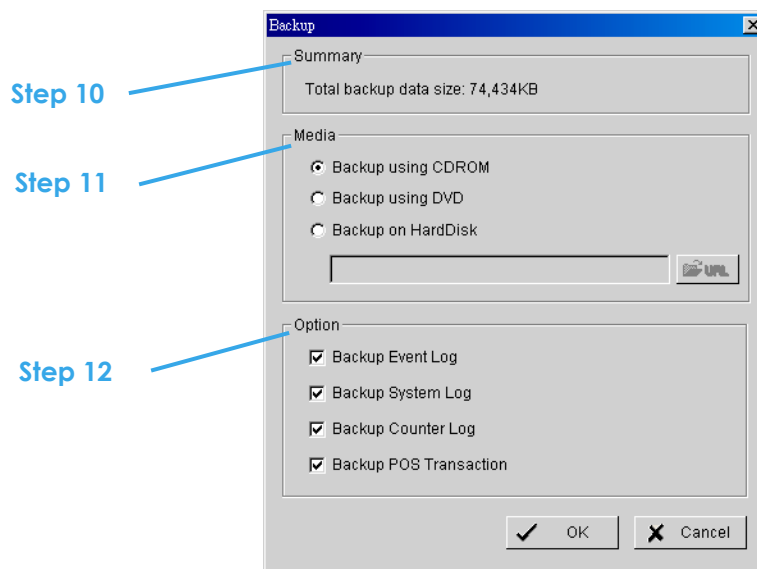 Backup
Summary
Step 10
Total backup data size: 74,434KB
Media
Backup using CDROM
Step 11
Backup using DVD
Backup on HardDisk
URL
Option
Backup Event Log
Step 12
Backup System Log
Backup Counter Log
Backup POS Transaction
OK
Cancel